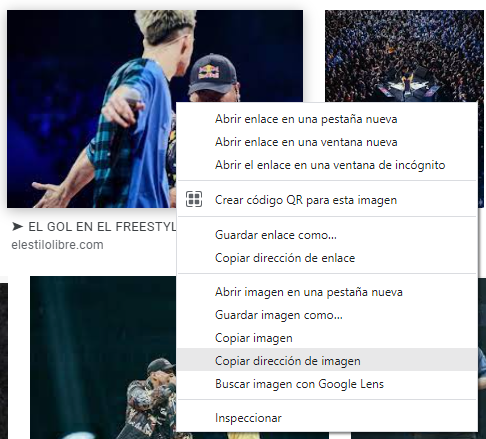 Abrir enlace en una pestaña nueva
Abrir enlace en una ventana nueva
Abrir el enlace en una ventana de incógnito
Crear código QR para esta imagen
➤ EL GOL EN EL FREESTYL
elestilolibre.com
Guardar enlace como...
Copiar dirección de enlace
Abrir imagen en una pestaña nueva
Guardar imagen como...
Copiar imagen
Copiar dirección de imagen
Buscar imagen con Google Lens
Inspeccionar